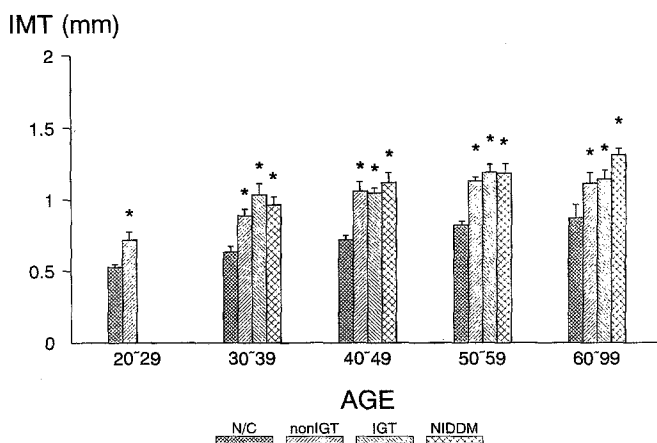 IMT (mm)
2
1.5
1
0.5
0
* * * * * * * * * * * * *
20~29 30~39 40~49 50~59 60~99
AGE
N/C nonIGT IGT NIDDM